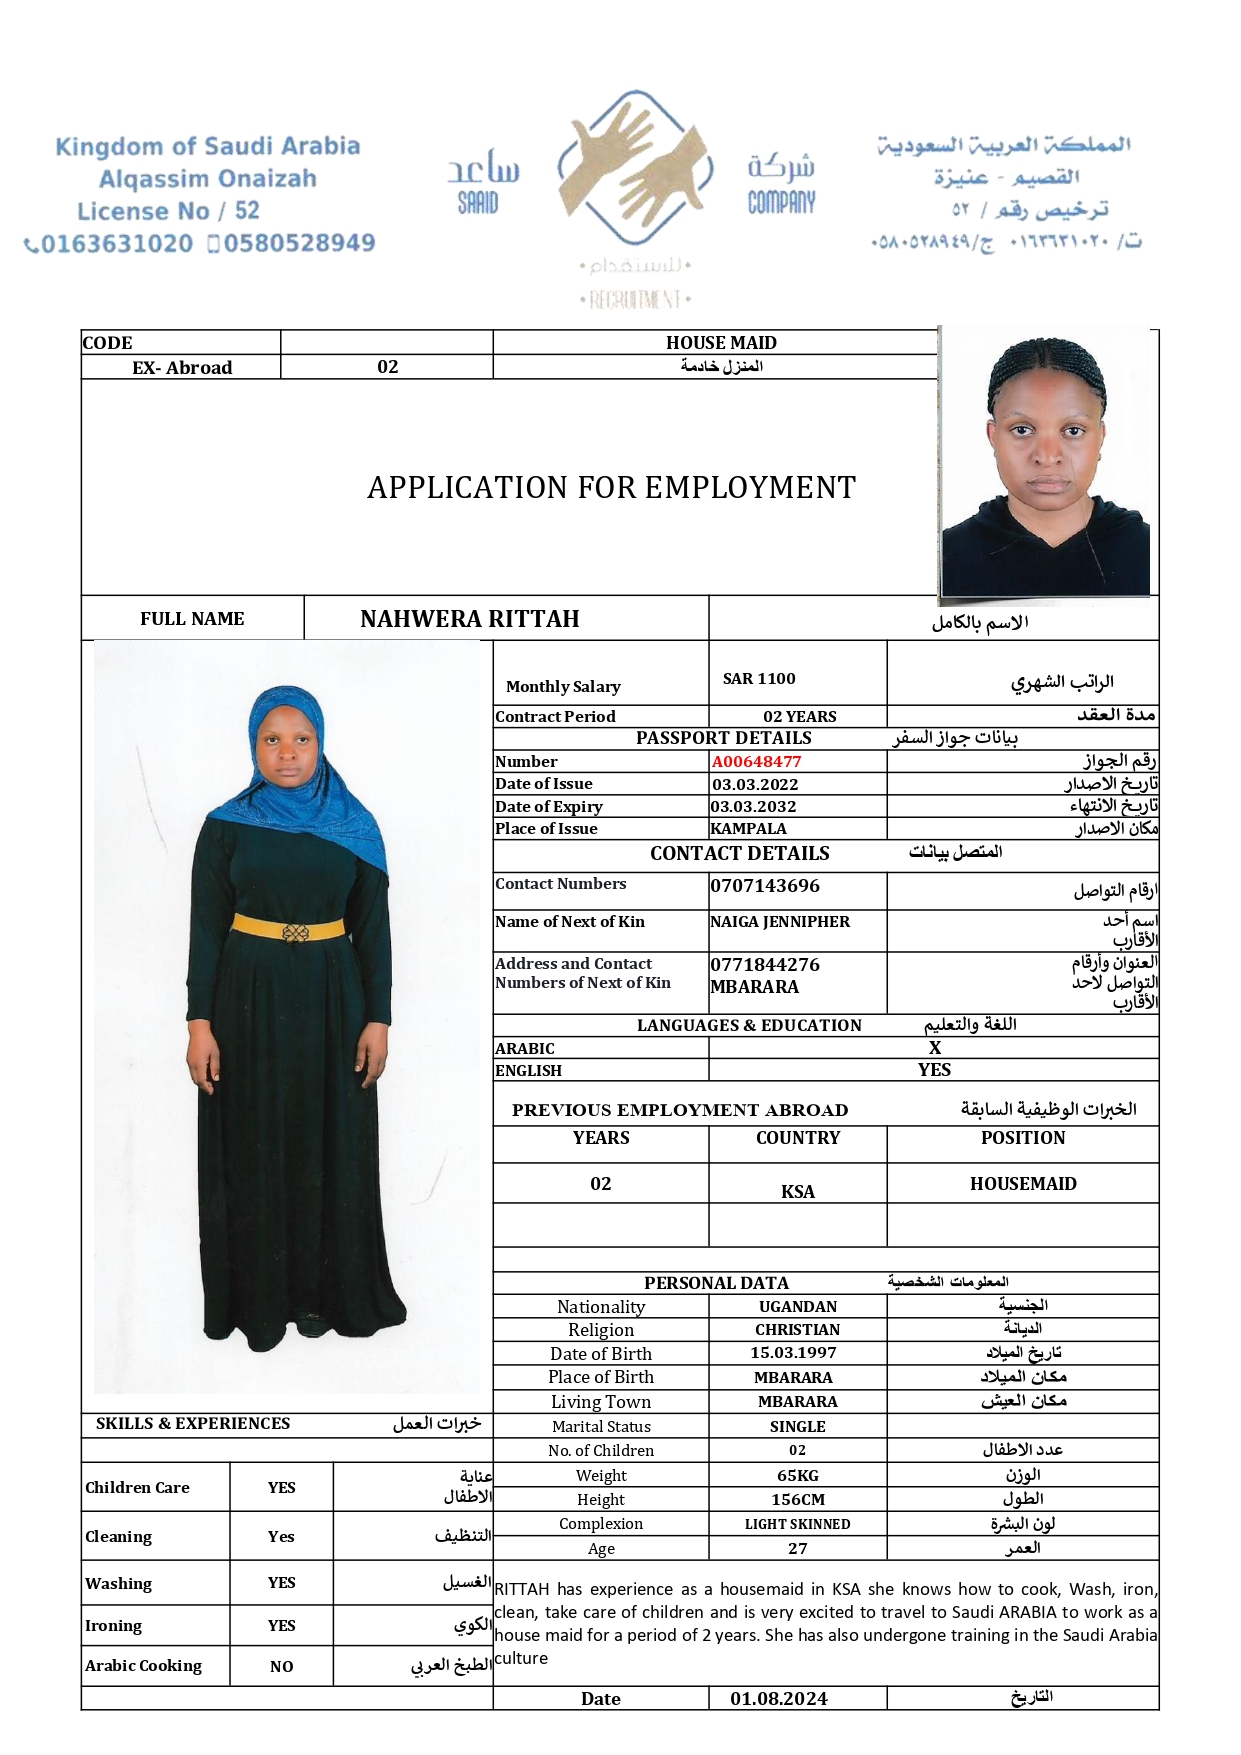 Kingdom of Saudi Arabia
Alqassim Onaizah
License No / 52
0163631020 0580528949
ساعد
SAAID
شركة
COMPANY
•للاستقدام•
•RECRUITMENT•
المملكة العربية السعودية
القصيم - عنيزة
ترخيص رقم / ٥٢
ت/ ٠١٦٣٦٣١٠٢٠ ج/٠٥٨٠٥٢٨٩٤٩
CODE HOUSE MAID
EX- Abroad 02 المنزل خادمة
APPLICATION FOR EMPLOYMENT
FULL NAME NAHWERA RITTAH الاسم بالكامل
Monthly Salary SAR 1100 الراتب الشهري
Contract Period 02 YEARS مدة العقد
PASSPORT DETAILS بيانات جواز السفر
Number A00648477 رقم الجواز
Date of Issue 03.03.2022 تاريخ الاصدار
Date of Expiry 03.03.2032 تاريخ الانتهاء
Place of Issue KAMPALA مكان الاصدار
CONTACT DETAILS المتصل بيانات
Contact Numbers 0707143696 ارقام التواصل
Name of Next of Kin NAIGA JENNIPHER اسم أحد
الأقارب
Address and Contact 0771844276 العنوان وأرقام
Numbers of Next of Kin MBARARA التواصل لاحد
الأقارب
LANGUAGES & EDUCATION اللغة والتعليم
ARABIC X
ENGLISH YES
PREVIOUS EMPLOYMENT ABROAD الخبرات الوظيفية السابقة
YEARS COUNTRY POSITION
02 KSA HOUSEMAID
PERSONAL DATA المعلومات الشخصية
Nationality UGANDAN الجنسية
Religion CHRISTIAN الديانة
Date of Birth 15.03.1997 تاريخ الميلاد
Place of Birth MBARARA مكان الميلاد
Living Town MBARARA مكان العيش
Marital Status SINGLE
No. of Children 02 عدد الاطفال
Weight 65KG الوزن
Height 156CM الطول
Complexion LIGHT SKINNED لون البشرة
Age 27 العمر
SKILLS & EXPERIENCES خبرات العمل
Children Care YES عناية
الاطفال
Cleaning Yes التنظيف
Washing YES الغسيل
Ironing YES الكوي
Arabic Cooking NO الطبخ العربي
RITTAH has experience as a housemaid in KSA she knows how to cook, Wash, iron,
clean, take care of children and is very excited to travel to Saudi ARABIA to work as a
house maid for a period of 2 years. She has also undergone training in the Saudi Arabia
culture
Date 01.08.2024 التاريخ